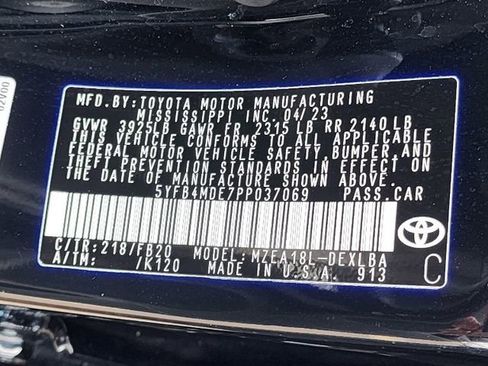 MFD.BY:TOYOTA MOTOR MANUFACTURING
MISSISSIPPI INC. 04/23
GVWR 3925LB GAWR FR 2315 LB RR 2140 LB
THIS VEHICLE CONFORMS TO ALL APPLICABLE
FEDERAL MOTOR VEHICLE SAFETY,BUMPER,AND
THEFT PREVENTION STANDARDS IN EFFECT ON
THE DATE OF MANUFACTURE SHOWN ABOVE.
5YFB4MDE7PP037069 PASS.CAR
C/TR:218/FB20 MODEL:MZEA18L-DEXLBA
A/TM: /K120 MADE IN U.S.A. 913
C